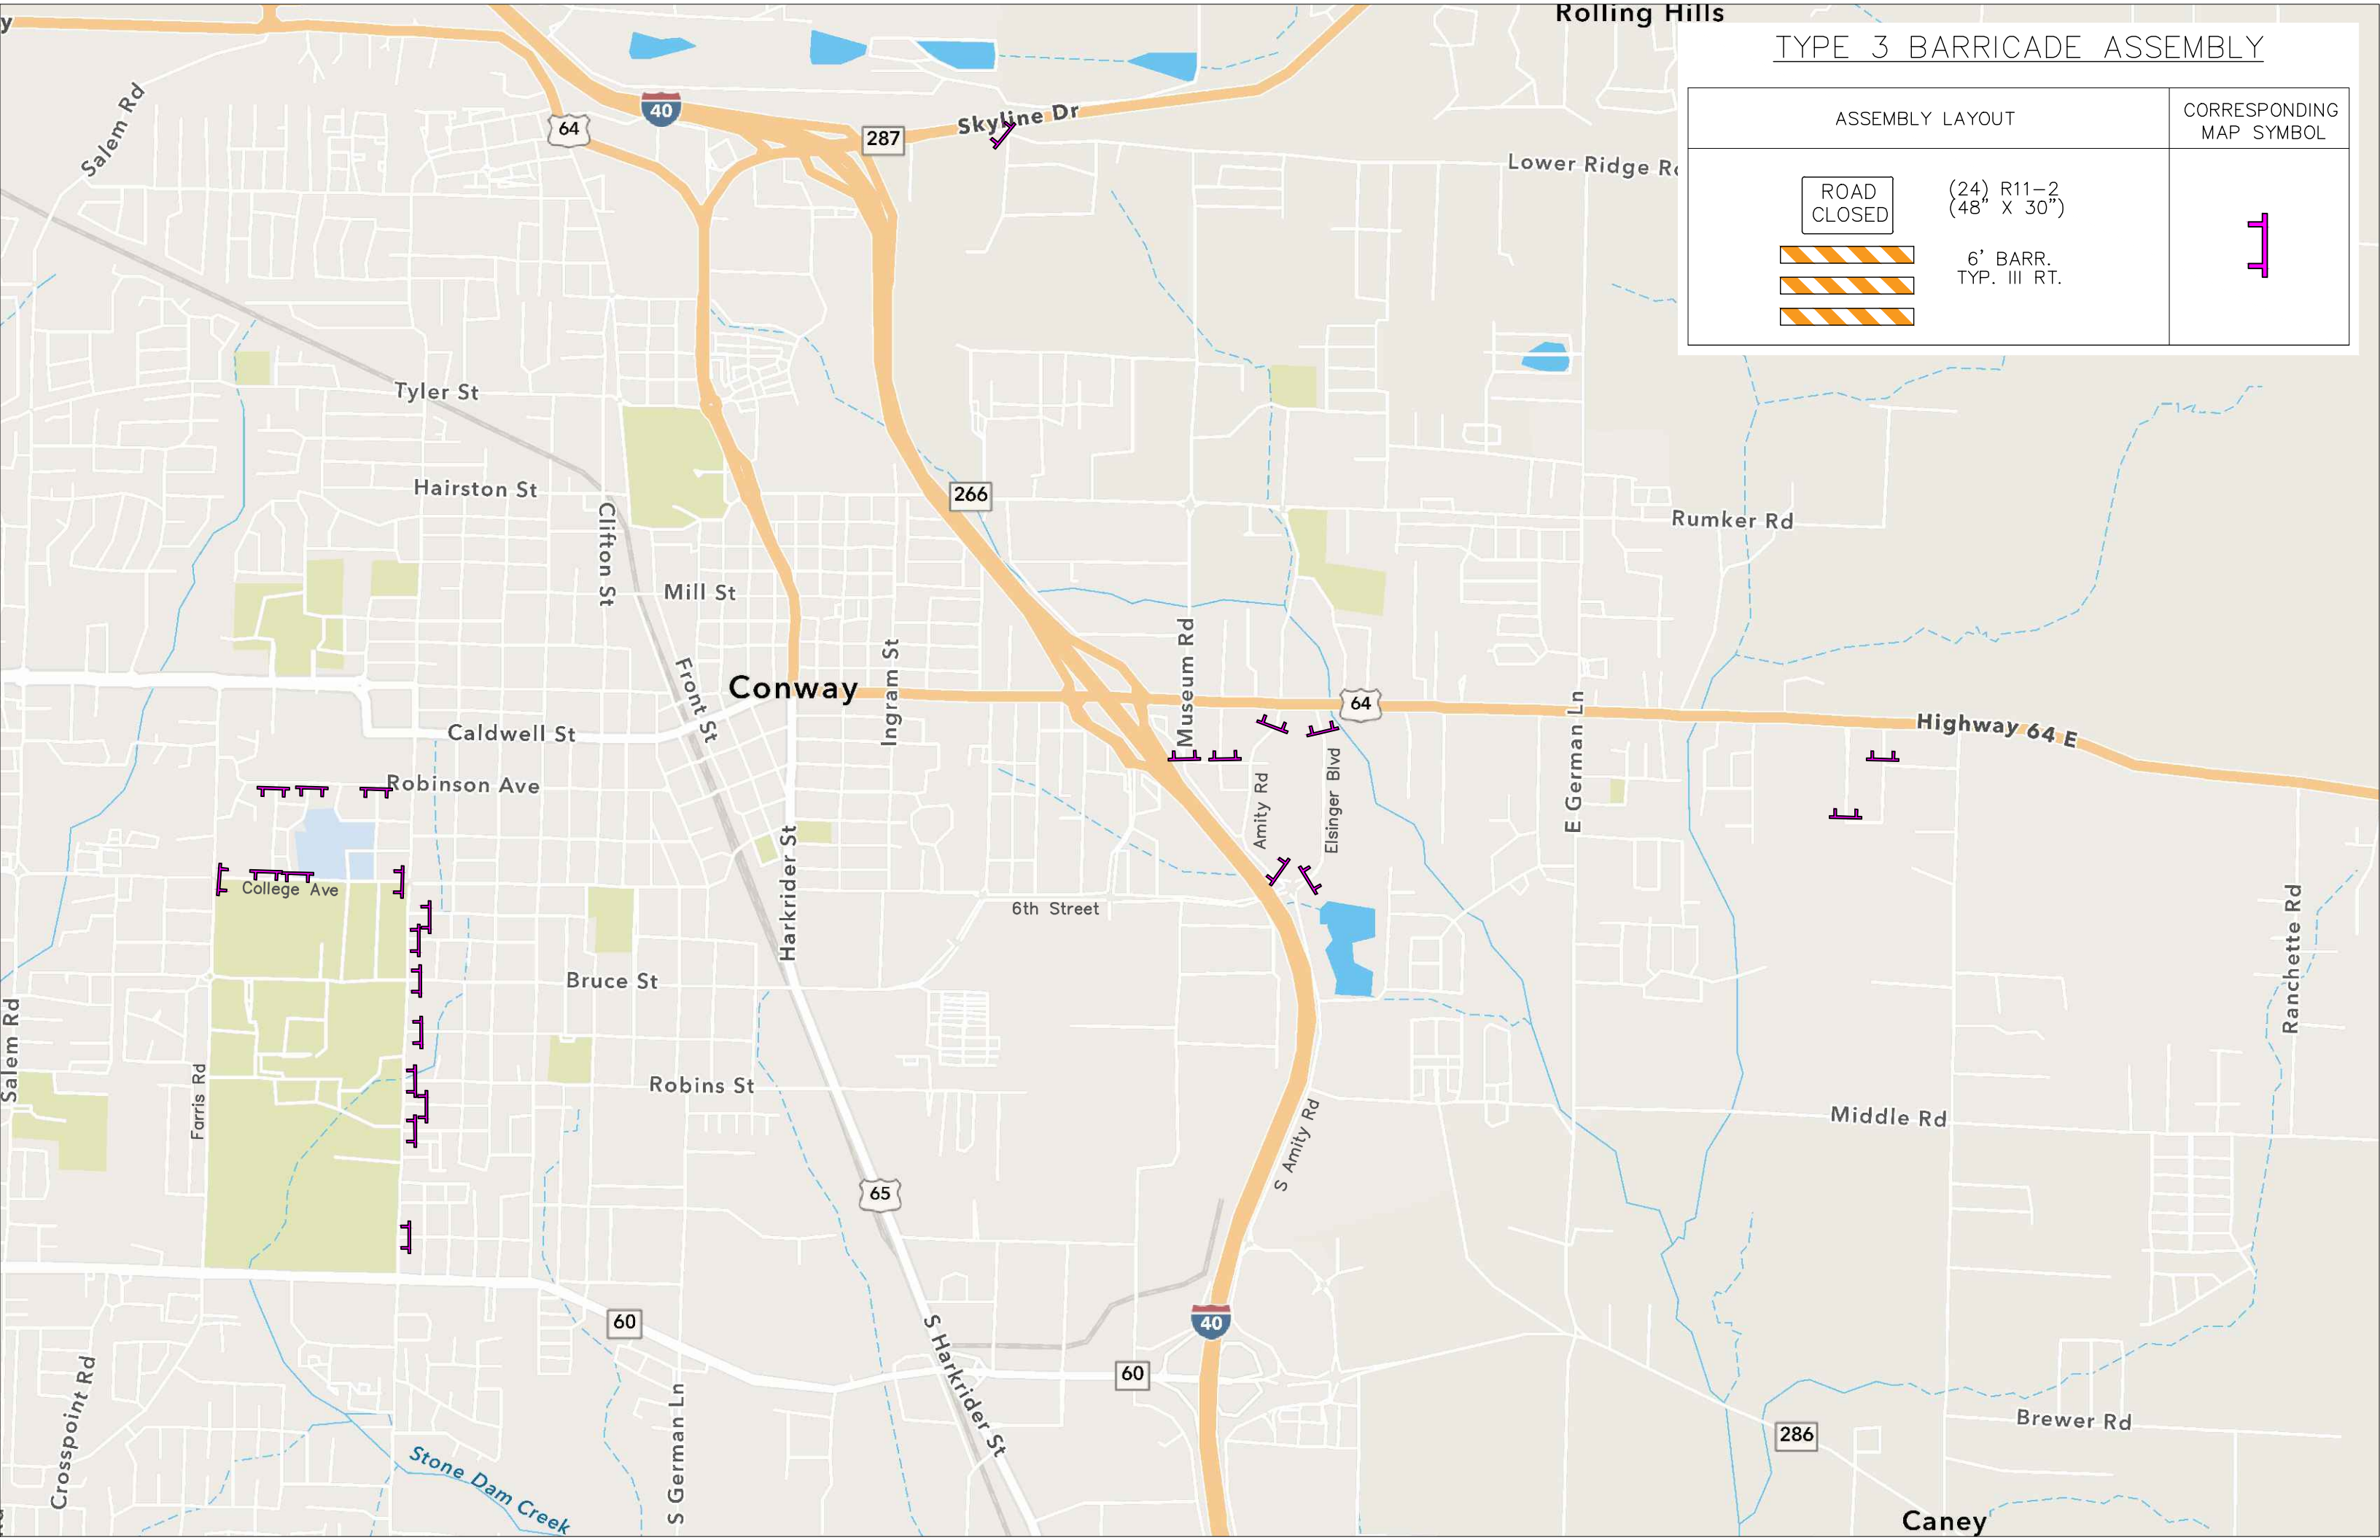 y
Rolling Hills
TYPE 3 BARRICADE ASSEMBLY
ASSEMBLY LAYOUT
CORRESPONDING
MAP SYMBOL
ROAD
CLOSED
(24) R11-2
(48" X 30")
6' BARR.
TYP. III RT.
40
64
287
Skyline Dr
Salem Rd
Lower Ridge R
Tyler St
Hairston St
Clifton St
266
Rumker Rd
Mill St
Front St
Conway
Ingram St
Museum Rd
64
E German Ln
Highway 64 E
Caldwell St
Robinson Ave
Amity Rd
Elsinger Blvd
Harkrider St
College Ave
6th Street
Ranchette Rd
Bruce St
Salem Rd
Farris Rd
Robins St
S Amity Rd
Middle Rd
65
60
S Harkrider St
40
60
Crosspoint Rd
S German Ln
Stone Dam Creek
286
Brewer Rd
Caney